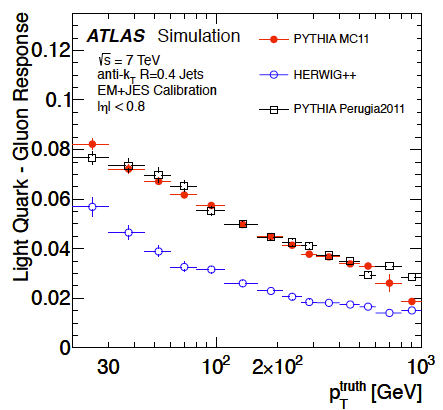 ATLAS Simulation
√s = 7 TeV
anti-k_T R=0.4 Jets
EM+JES Calibration
|η| < 0.8
PYTHIA MC11
HERWIG++
PYTHIA Perugia2011
Light Quark - Gluon Response
0.12
0.1
0.08
0.06
0.04
0.02
0
30
10²
2×10²
10³
p_T^truth [GeV]